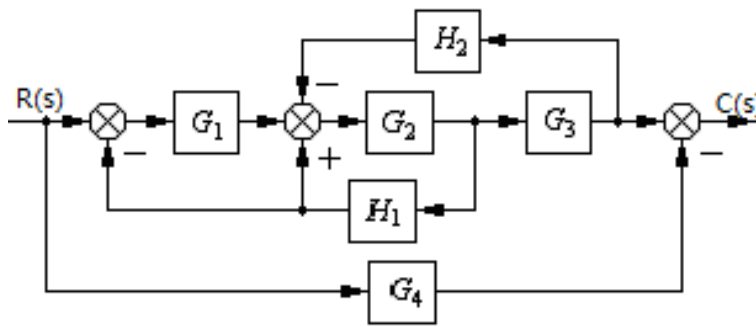 H₂
R(s)
G₁
−
G₂
G₃
C(s)
−
+
−
H₁
G₄